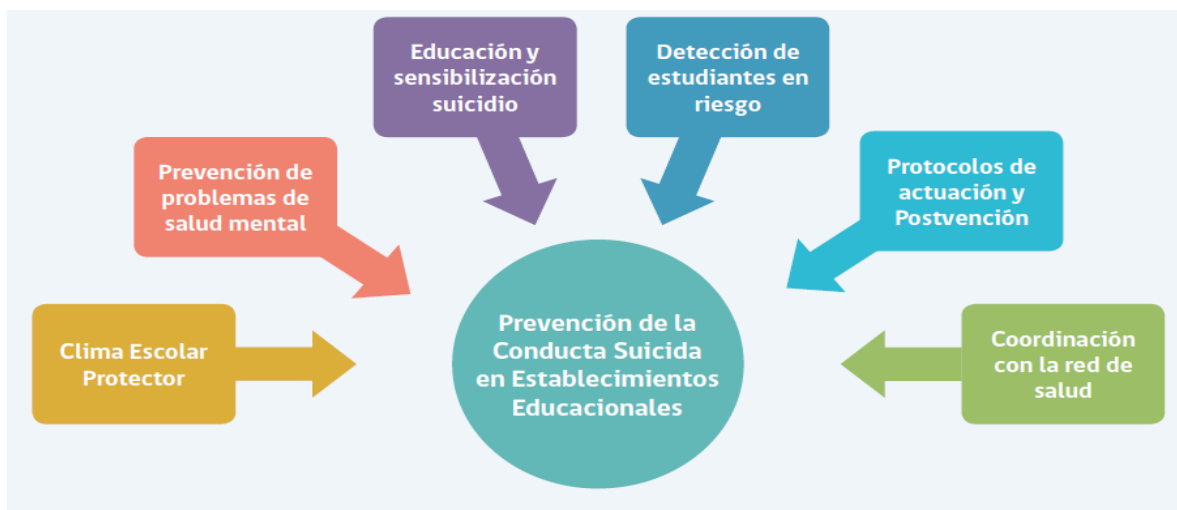 Educación y
sensibilización
suicidio
Detección de
estudiantes en
riesgo
Prevención de
problemas de
salud mental
Protocolos de
actuación y
Postvención
Clima Escolar
Protector
Prevención de la
Conducta Suicida
en Establecimientos
Educacionales
Coordinación
con la red de
salud